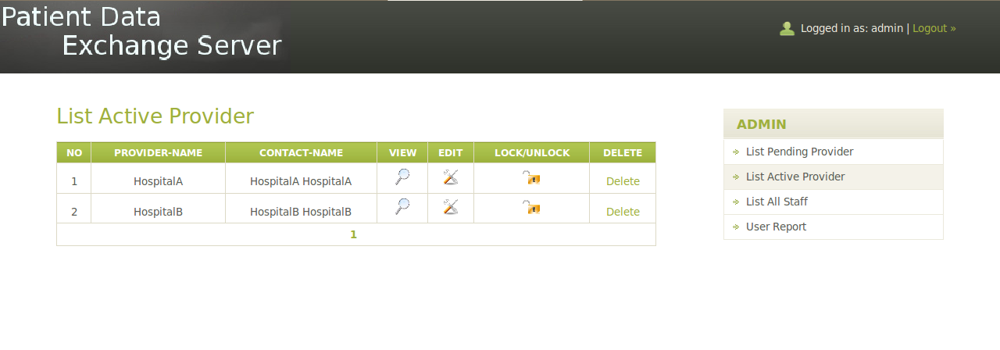 Patient Data
Exchange Server
Logged in as: admin | Logout »
List Active Provider
NO PROVIDER-NAME CONTACT-NAME VIEW EDIT LOCK/UNLOCK DELETE
1 HospitalA HospitalA HospitalA Delete
2 HospitalB HospitalB HospitalB Delete
1
ADMIN
List Pending Provider
List Active Provider
List All Staff
User Report